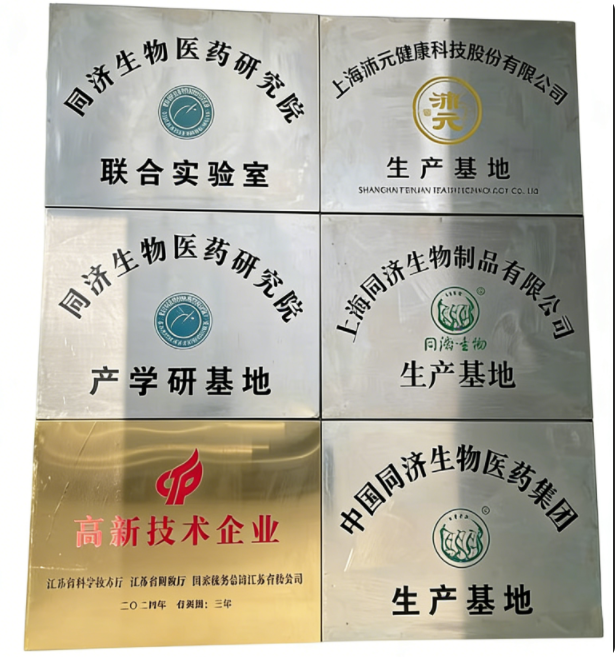 同济生物医药研究院
联合实验室
上海沛元健康科技股份有限公司
沛元
生产基地
同济生物医药研究院
产学研基地
上海同济生物制品有限公司
同济生物
生产基地
高新技术企业
江苏省科学技术厅 江苏省财政厅
二〇二四年 三年
中国同济生物医药集团
生产基地